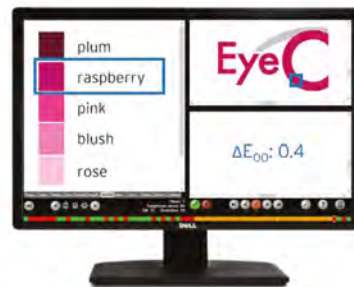 plum
raspberry
pink
blush
rose
EyeC
ΔE₀₀: 0.4
DELL